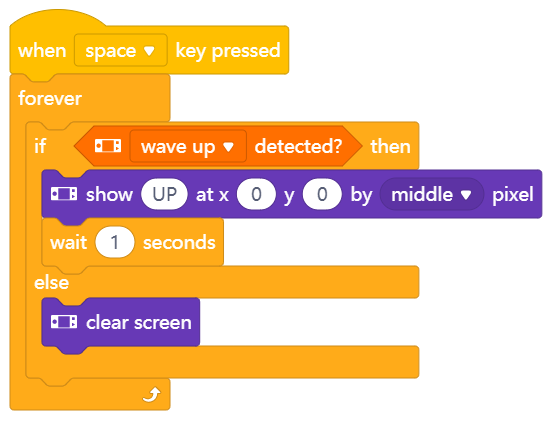 when space key pressed
forever
if wave up detected? then
show UP at x 0 y 0 by middle pixel
wait 1 seconds
else
clear screen